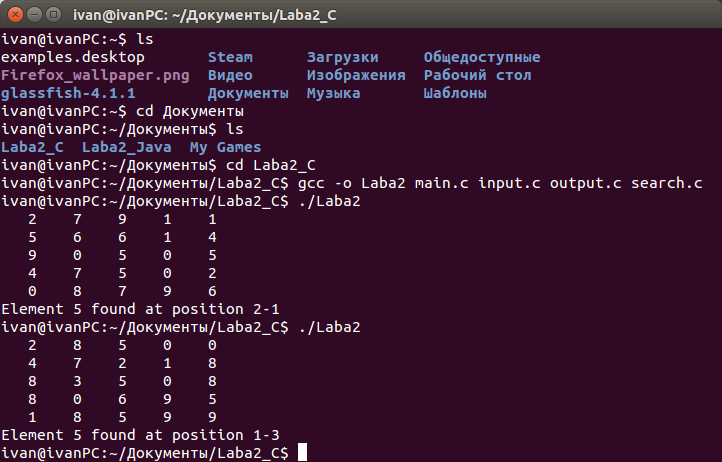 ivan@ivanPC: ~/Документы/Laba2_C
ivan@ivanPC:~$ ls
examples.desktop Steam Загрузки Общедоступные
Firefox_wallpaper.png Видео Изображения Рабочий стол
glassfish-4.1.1 Документы Музыка Шаблоны
ivan@ivanPC:~$ cd Документы
ivan@ivanPC:~/Документы$ ls
Laba2_C Laba2_Java My Games
ivan@ivanPC:~/Документы$ cd Laba2_C
ivan@ivanPC:~/Документы/Laba2_C$ gcc -o Laba2 main.c input.c output.c search.c
ivan@ivanPC:~/Документы/Laba2_C$ ./Laba2
2 7 9 1 1
5 6 6 1 4
9 0 5 0 5
4 7 5 0 2
0 8 7 9 6
Element 5 found at position 2-1
ivan@ivanPC:~/Документы/Laba2_C$ ./Laba2
2 8 5 0 0
4 7 2 1 8
8 3 5 0 8
8 0 6 9 5
1 8 5 9 9
Element 5 found at position 1-3
ivan@ivanPC:~/Документы/Laba2_C$